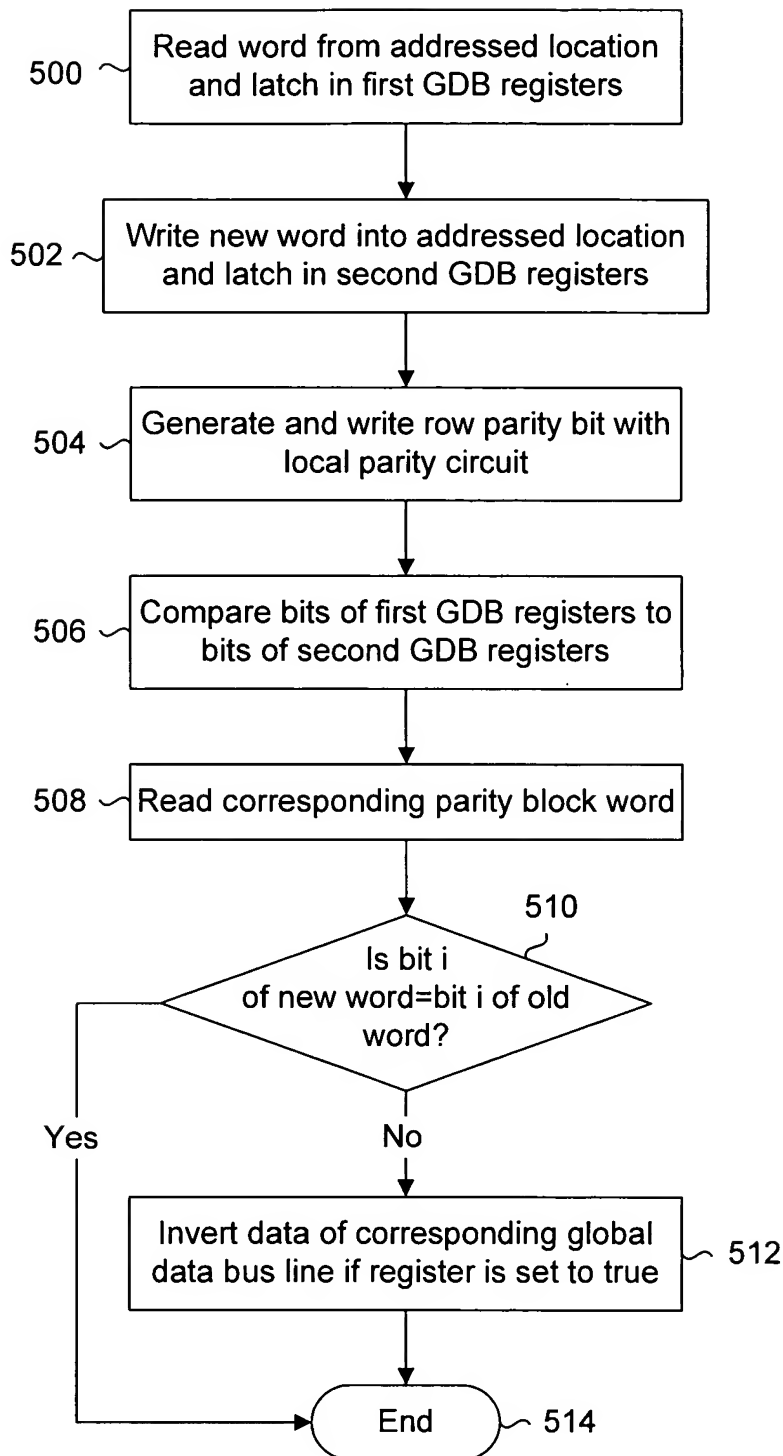 500
Read word from addressed location
and latch in first GDB registers
502
Write new word into addressed location
and latch in second GDB registers
504
Generate and write row parity bit with
local parity circuit
506
Compare bits of first GDB registers to
bits of second GDB registers
508
Read corresponding parity block word
510
Is bit i
of new word=bit i of old
word?
Yes
No
Invert data of corresponding global
data bus line if register is set to true
512
End
514